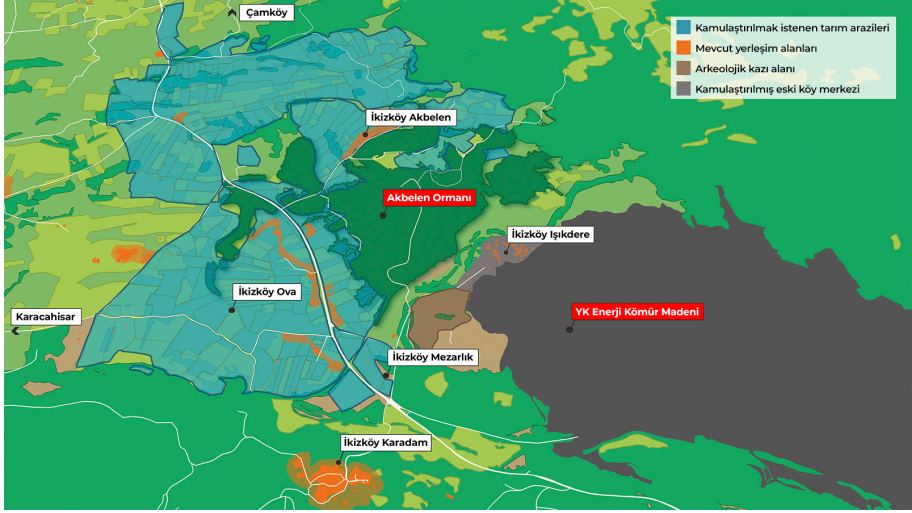 Çamköy
Kamulaştırılmak istenen tarım arazileri
Mevcut yerleşim alanları
Arkeolojik kazı alanı
Kamulaştırılmış eski köy merkezi
İkizköy Akbelen
Akbelen Ormanı
İkizköy Işıkdere
İkizköy Ova
Karacahisar
YK Enerji Kömür Madeni
İkizköy Mezarlık
İkizköy Karadam